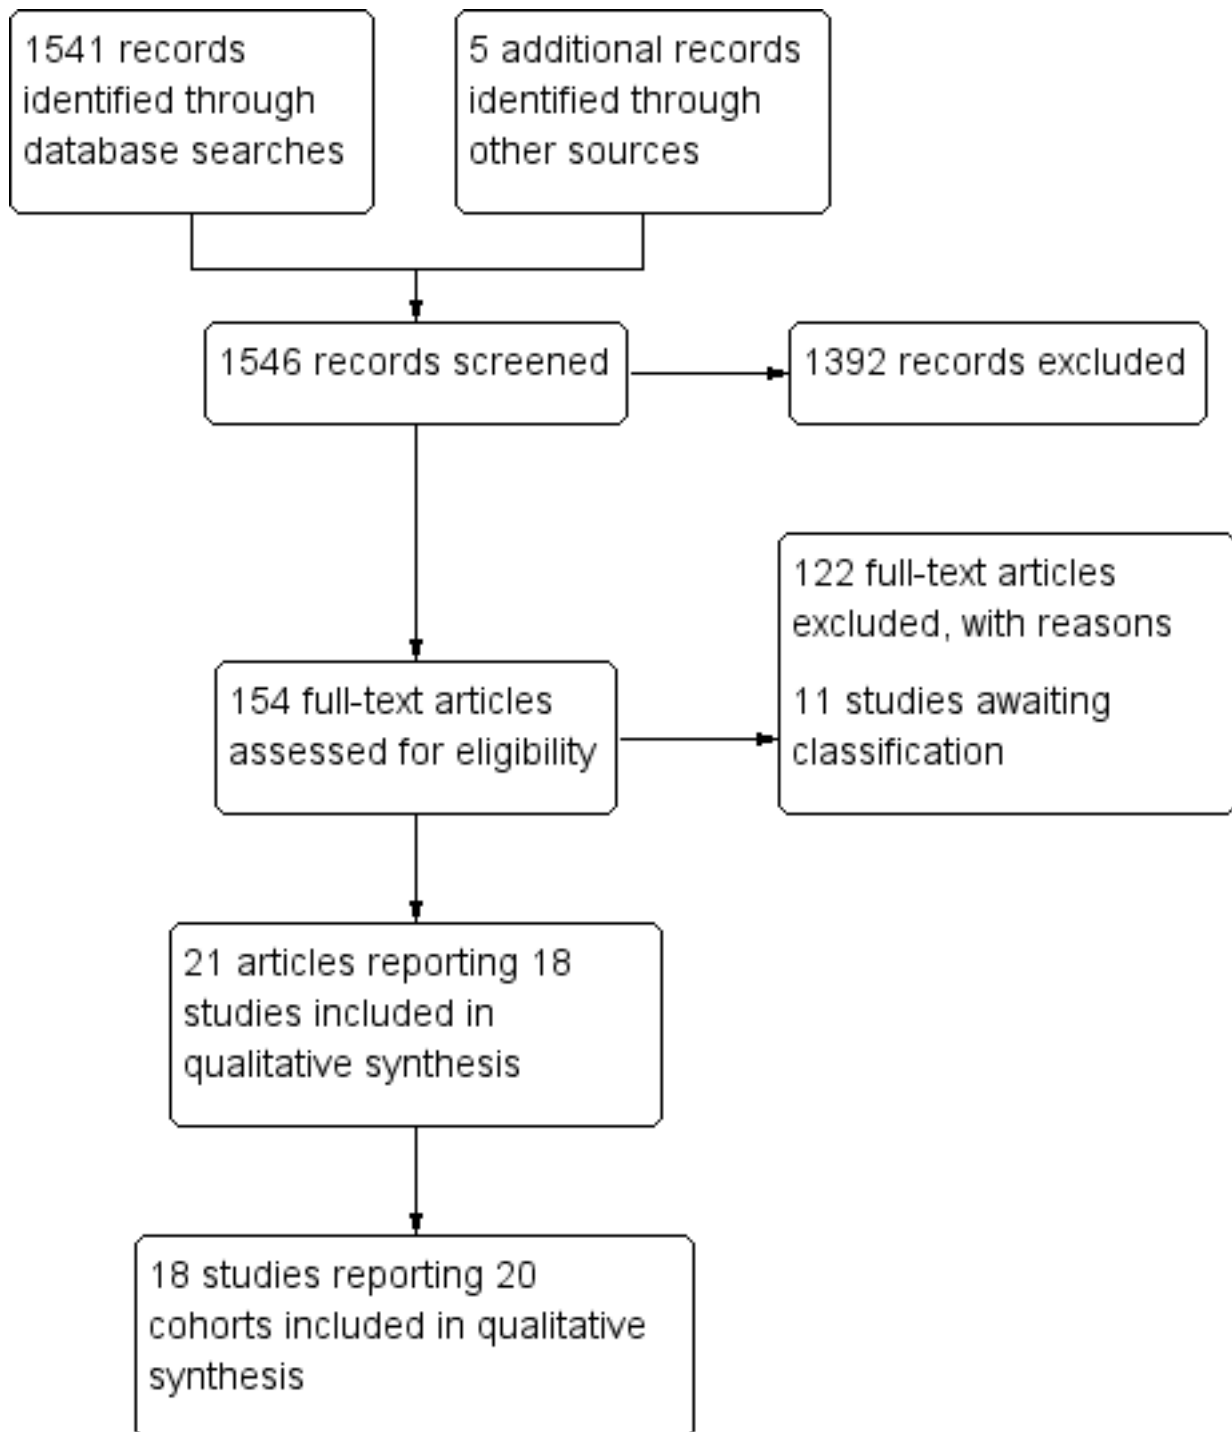 1541 records
identified through
database searches
5 additional records
identified through
other sources
1546 records screened
1392 records excluded
122 full-text articles
excluded, with reasons
11 studies awaiting
classification
154 full-text articles
assessed for eligibility
21 articles reporting 18
studies included in
qualitative synthesis
18 studies reporting 20
cohorts included in qualitative
synthesis